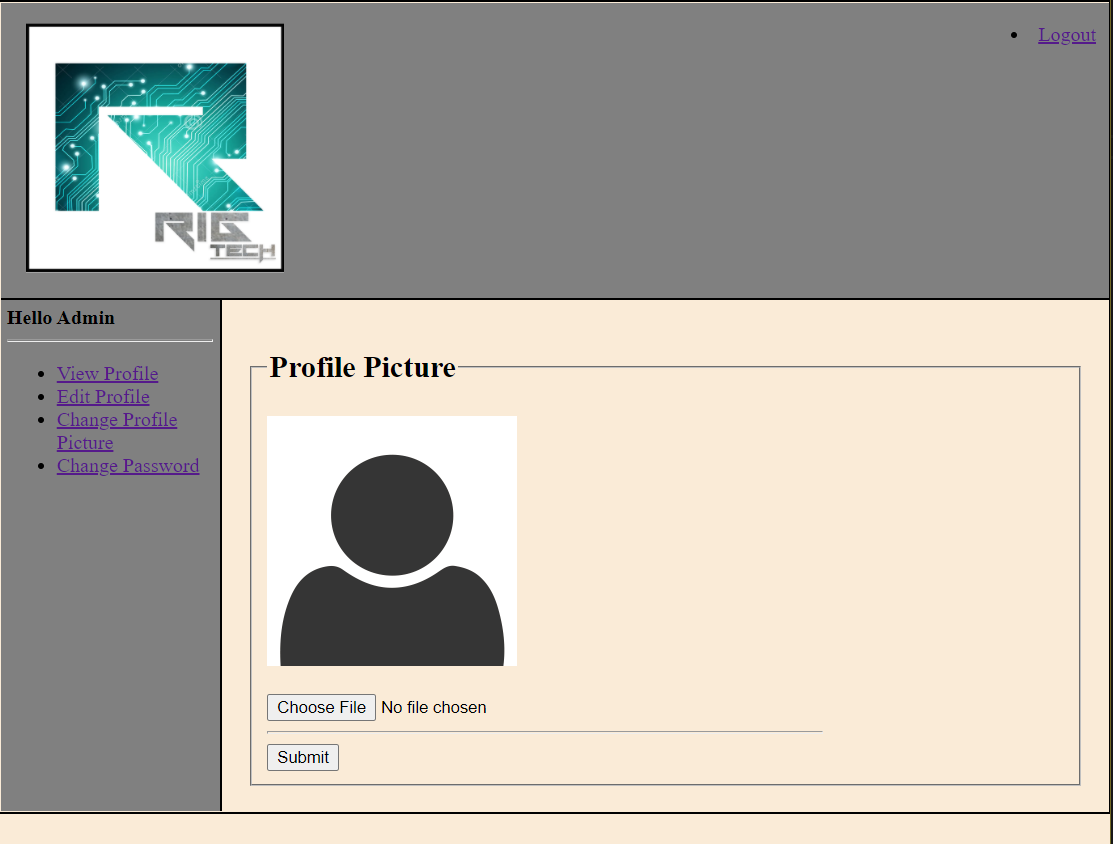 Logout
RIG
TECH
Hello Admin
View Profile
Edit Profile
Change Profile
Picture
Change Password
Profile Picture
Choose File No file chosen
Submit